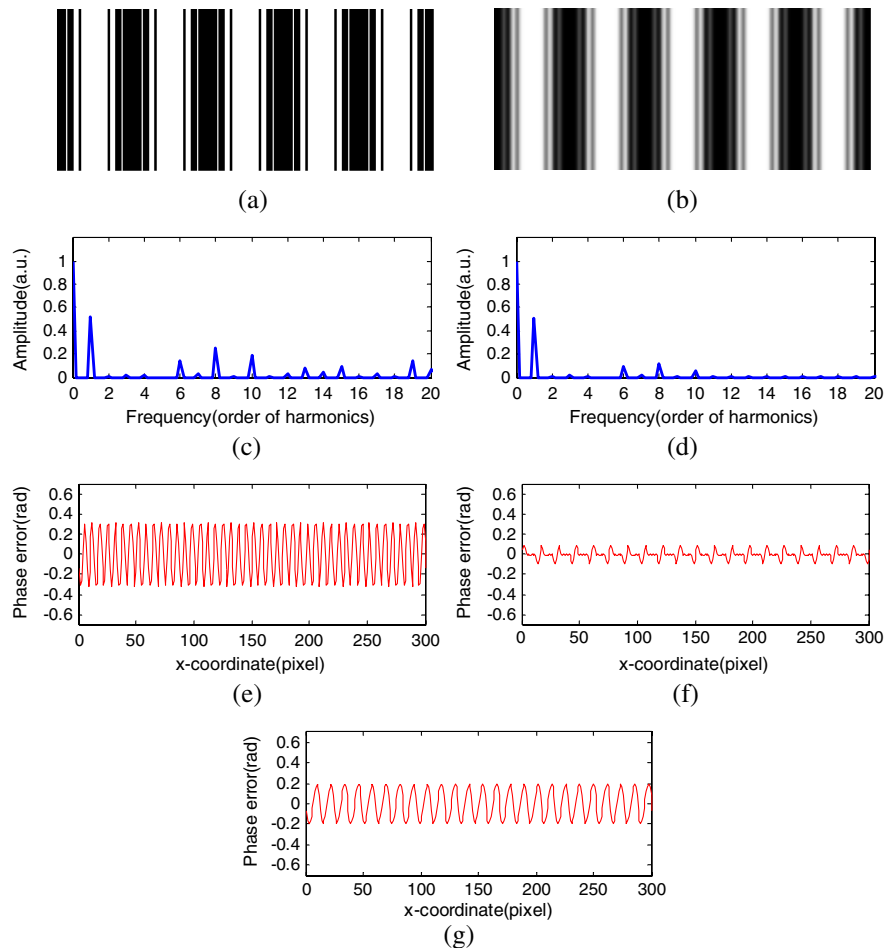 (a)
(b)
Amplitude(a.u.)
1
0.8
0.6
0.4
0.2
0
0 2 4 6 8 10 12 14 16 18 20
Frequency(order of harmonics)
(c)
Amplitude(a.u.)
1
0.8
0.6
0.4
0.2
0
0 2 4 6 8 10 12 14 16 18 20
Frequency(order of harmonics)
(d)
Phase error(rad)
0.6
0.4
0.2
0
-0.2
-0.4
-0.6
0 50 100 150 200 250 300
x-coordinate(pixel)
(e)
Phase error(rad)
0.6
0.4
0.2
0
-0.2
-0.4
-0.6
0 50 100 150 200 250 300
x-coordinate(pixel)
(f)
Phase error(rad)
0.6
0.4
0.2
0
-0.2
-0.4
-0.6
0 50 100 150 200 250 300
x-coordinate(pixel)
(g)